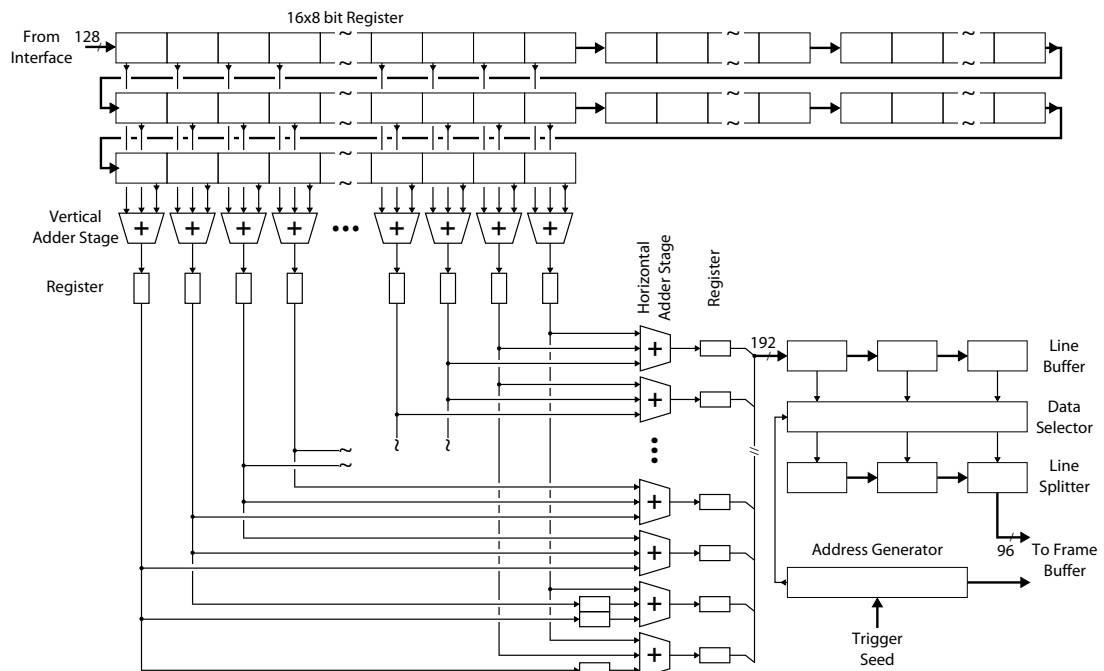 16x8 bit Register
From
Interface
128
~ ~ ~
~ ~ ~
~
Vertical
Adder Stage
+ + + + ••• + + + +
Register
Horizontal
Adder Stage
Register
+
192
Line
Buffer
+
Data
Selector
~ ~ ~
~
•••
//
Line
Splitter
+
96
To Frame
Buffer
+
Address Generator
+
Trigger
Seed
+